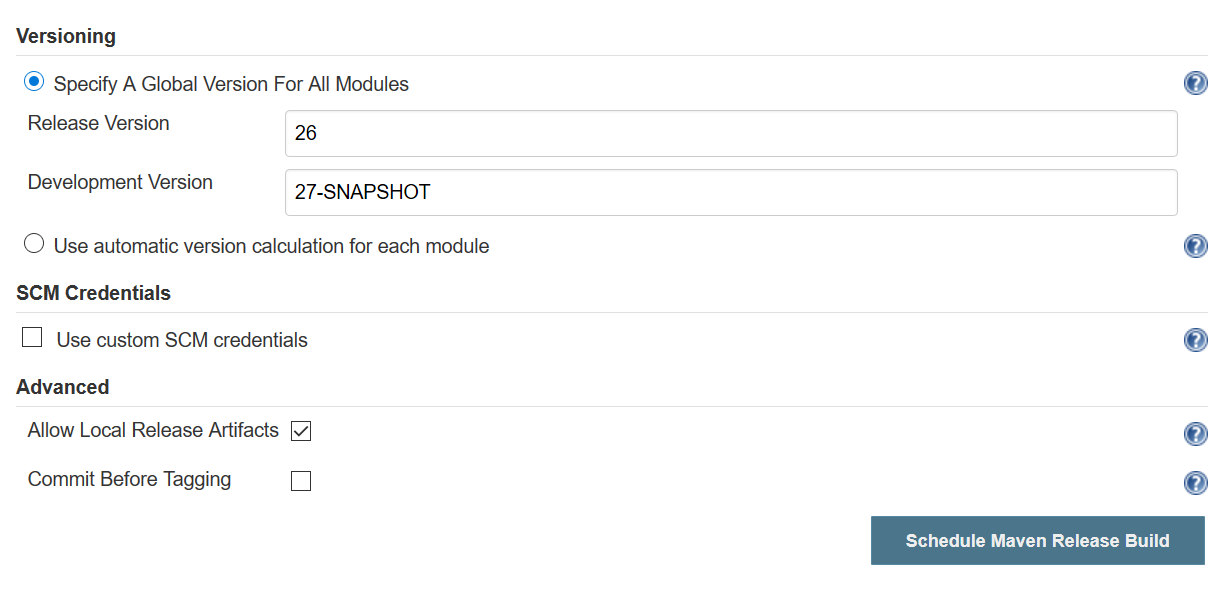 Versioning
Specify A Global Version For All Modules
Release Version
26
Development Version
27-SNAPSHOT
Use automatic version calculation for each module
SCM Credentials
Use custom SCM credentials
Advanced
Allow Local Release Artifacts
Commit Before Tagging
Schedule Maven Release Build